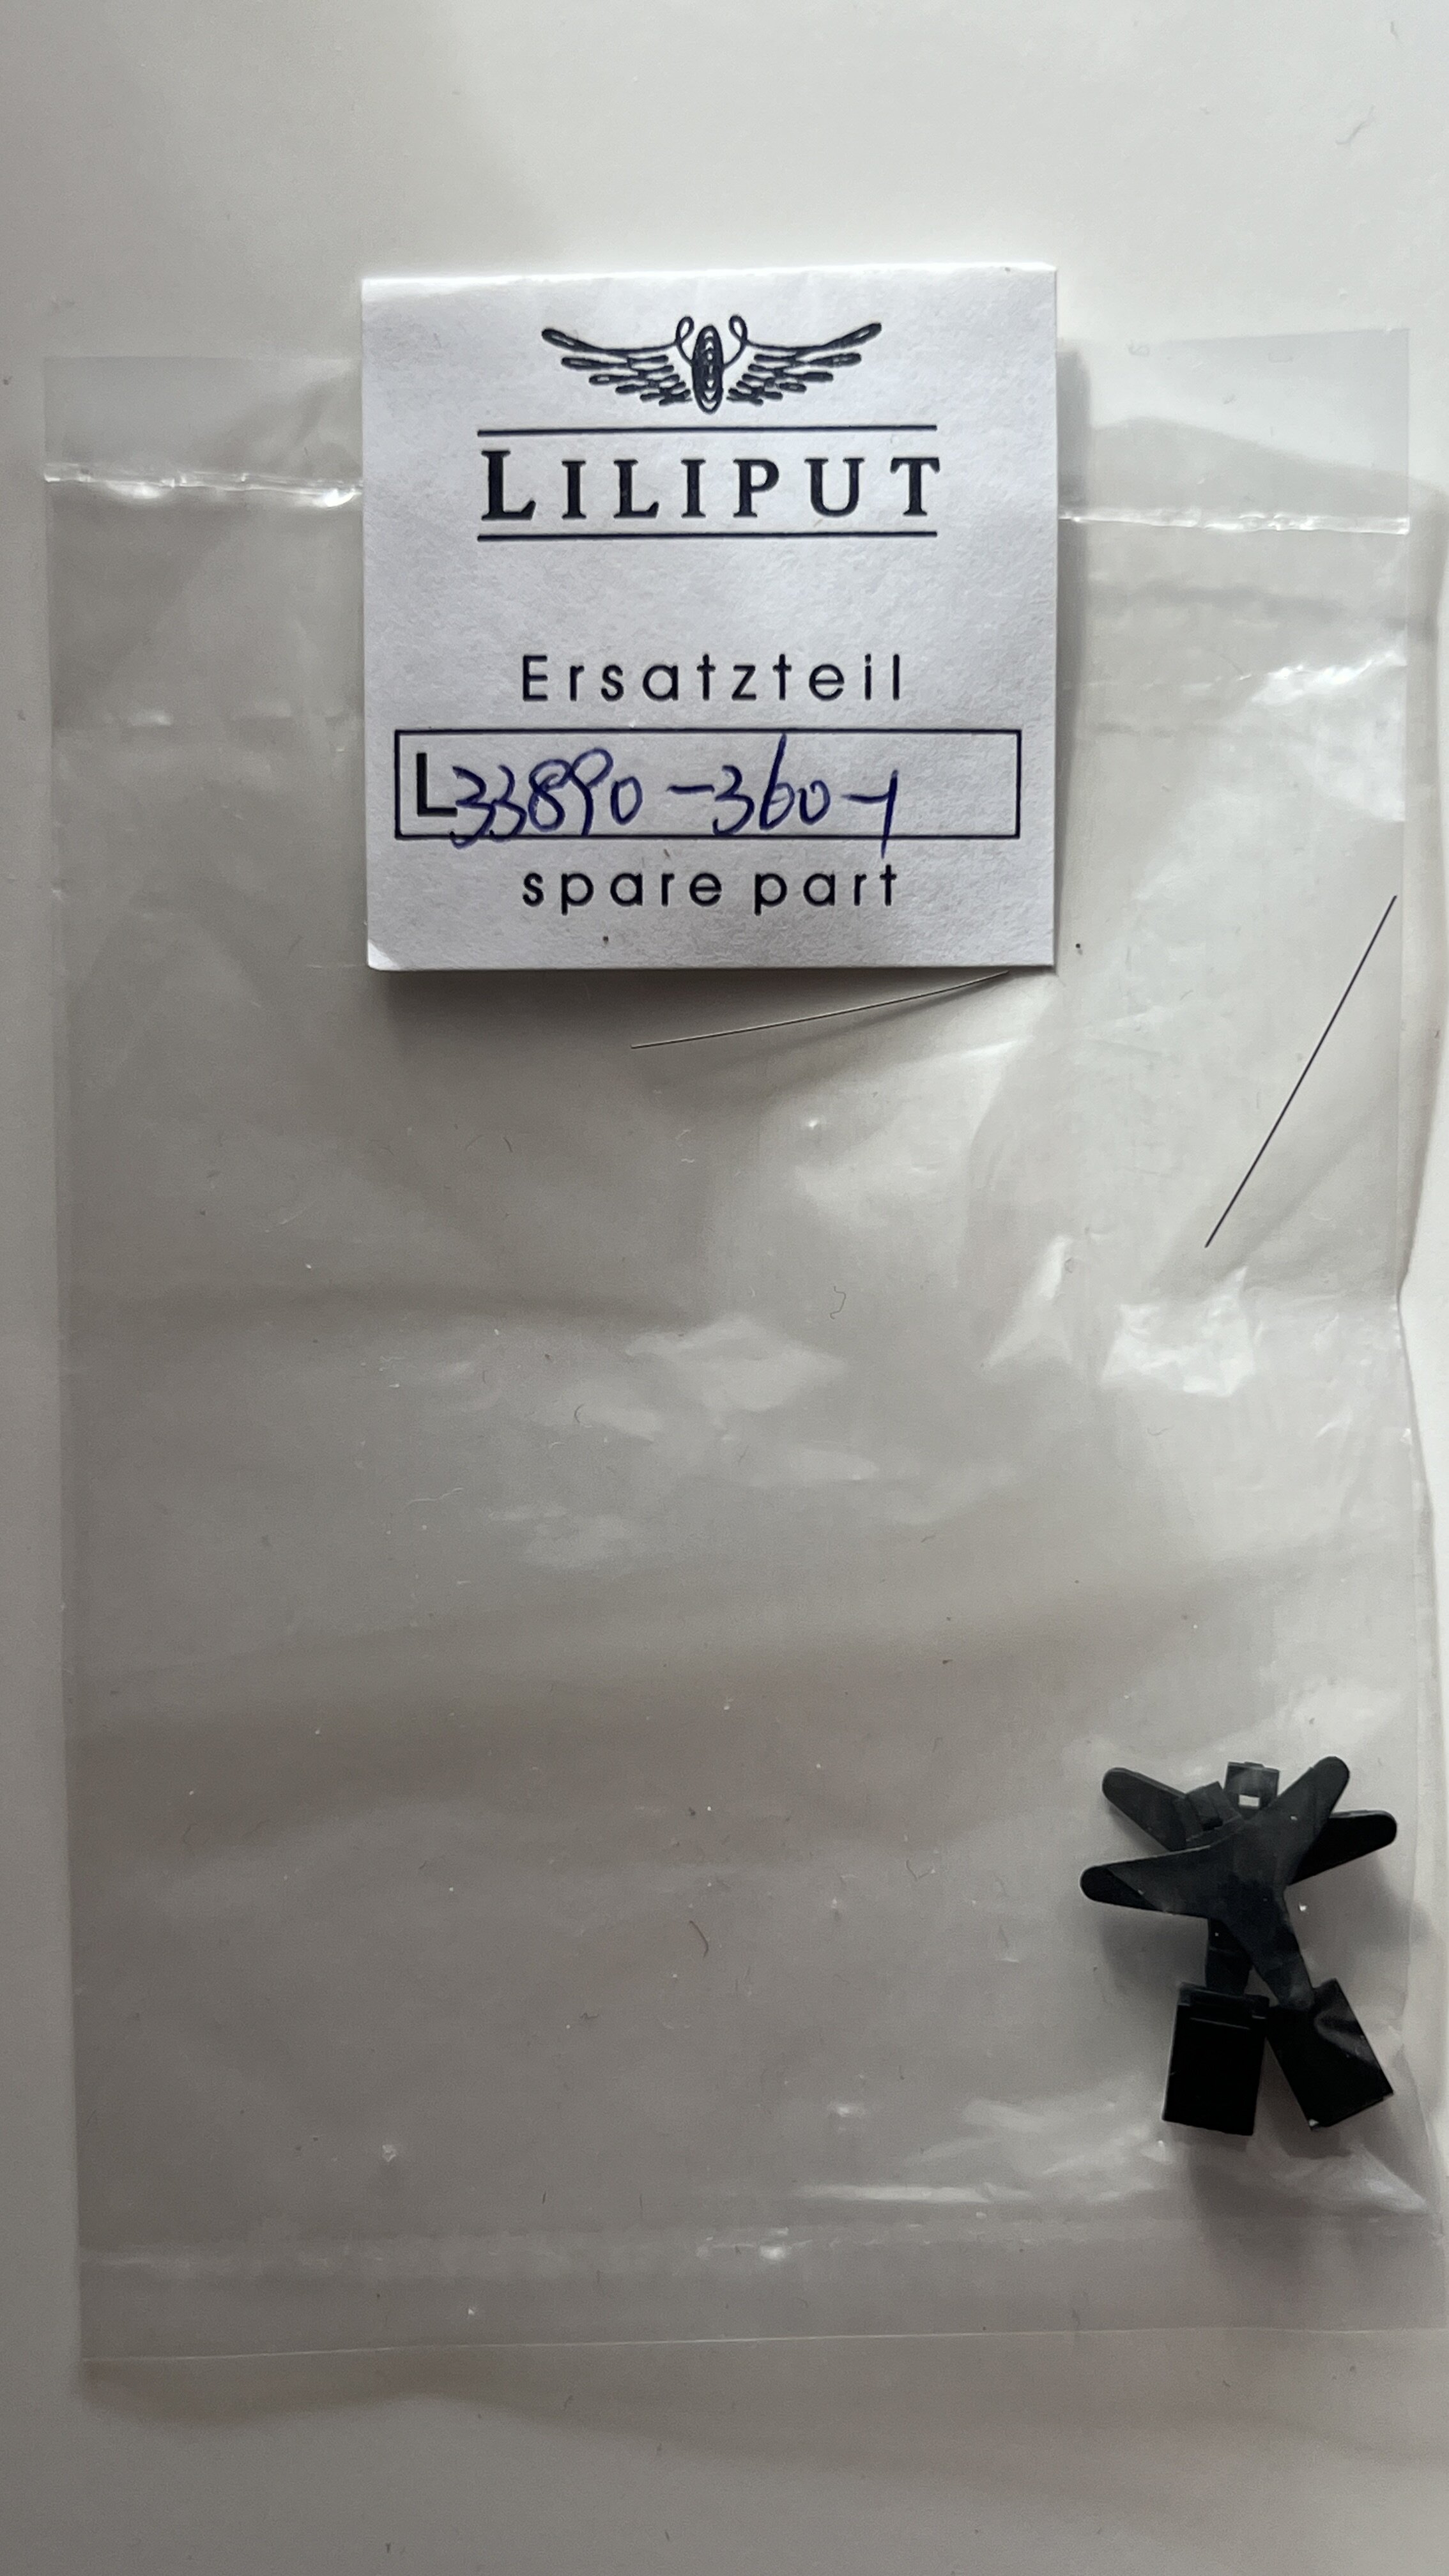 LILIPUT
Ersatzteil
L33890-360-1
spare part